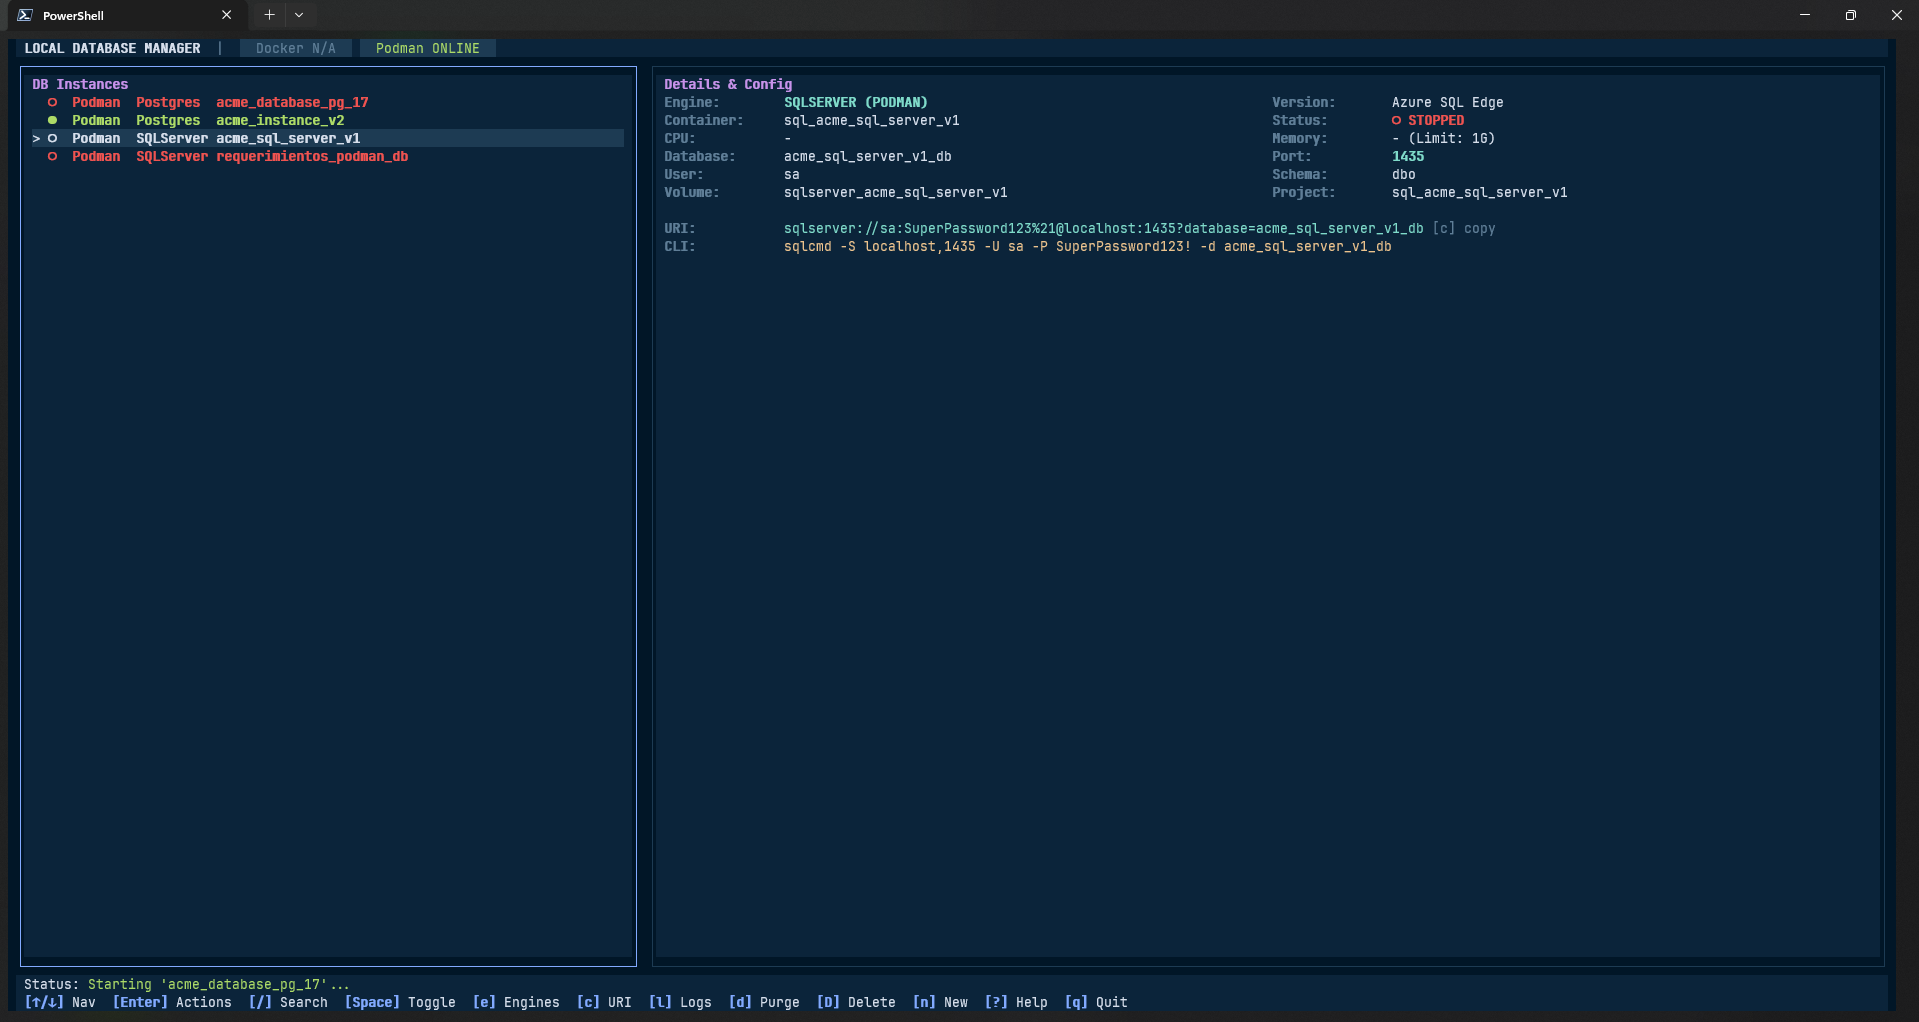 PowerShell
LOCAL DATABASE MANAGER | Docker N/A Podman ONLINE
DB Instances
Podman Postgres acme_database_pg_17
Podman Postgres acme_instance_v2
> Podman SQLServer acme_sql_server_v1
Podman SQLServer requerimientos_podman_db
Details & Config
Engine: SQLSERVER (PODMAN) Version: Azure SQL Edge
Container: sql_acme_sql_server_v1 Status: STOPPED
CPU: - Memory: - (Limit: 1G)
Database: acme_sql_server_v1_db Port: 1435
User: sa Schema: dbo
Volume: sqlserver_acme_sql_server_v1 Project: sql_acme_sql_server_v1
URI: sqlserver://sa:SuperPassword123%21@localhost:1435?database=acme_sql_server_v1_db [c] copy
CLI: sqlcmd -S localhost,1435 -U sa -P SuperPassword123! -d acme_sql_server_v1_db
Status: Starting 'acme_database_pg_17'...
[↑/↓] Nav [Enter] Actions [/] Search [Space] Toggle [e] Engines [c] URI [l] Logs [d] Purge [D] Delete [n] New [?] Help [q] Quit